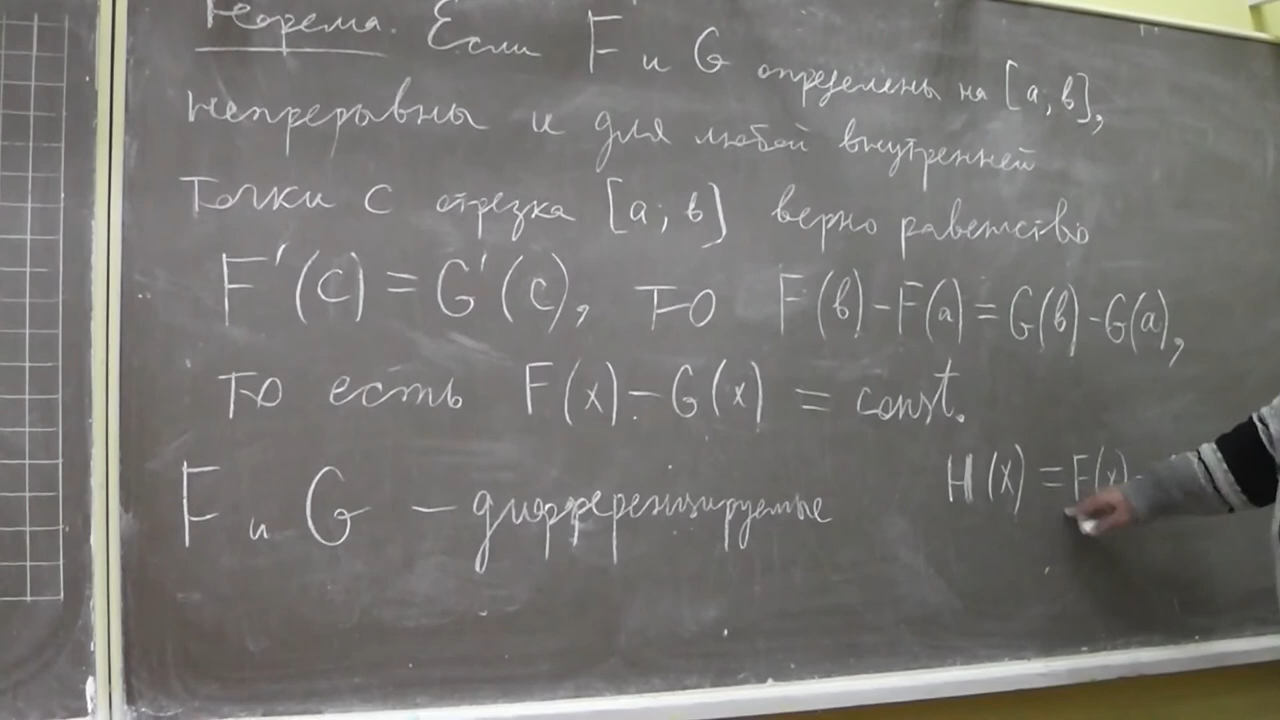 Теорема. Если F и G определены на [a; в],
непрерывны и для любой внутренней
точки c отрезка [a; в] верно равенство
F'(c) = G'(c), то F(в) - F(a) = G(в) - G(a),
то есть F(x) - G(x) = const.
H(x) = F(x) -
F и G - дифференцируемые